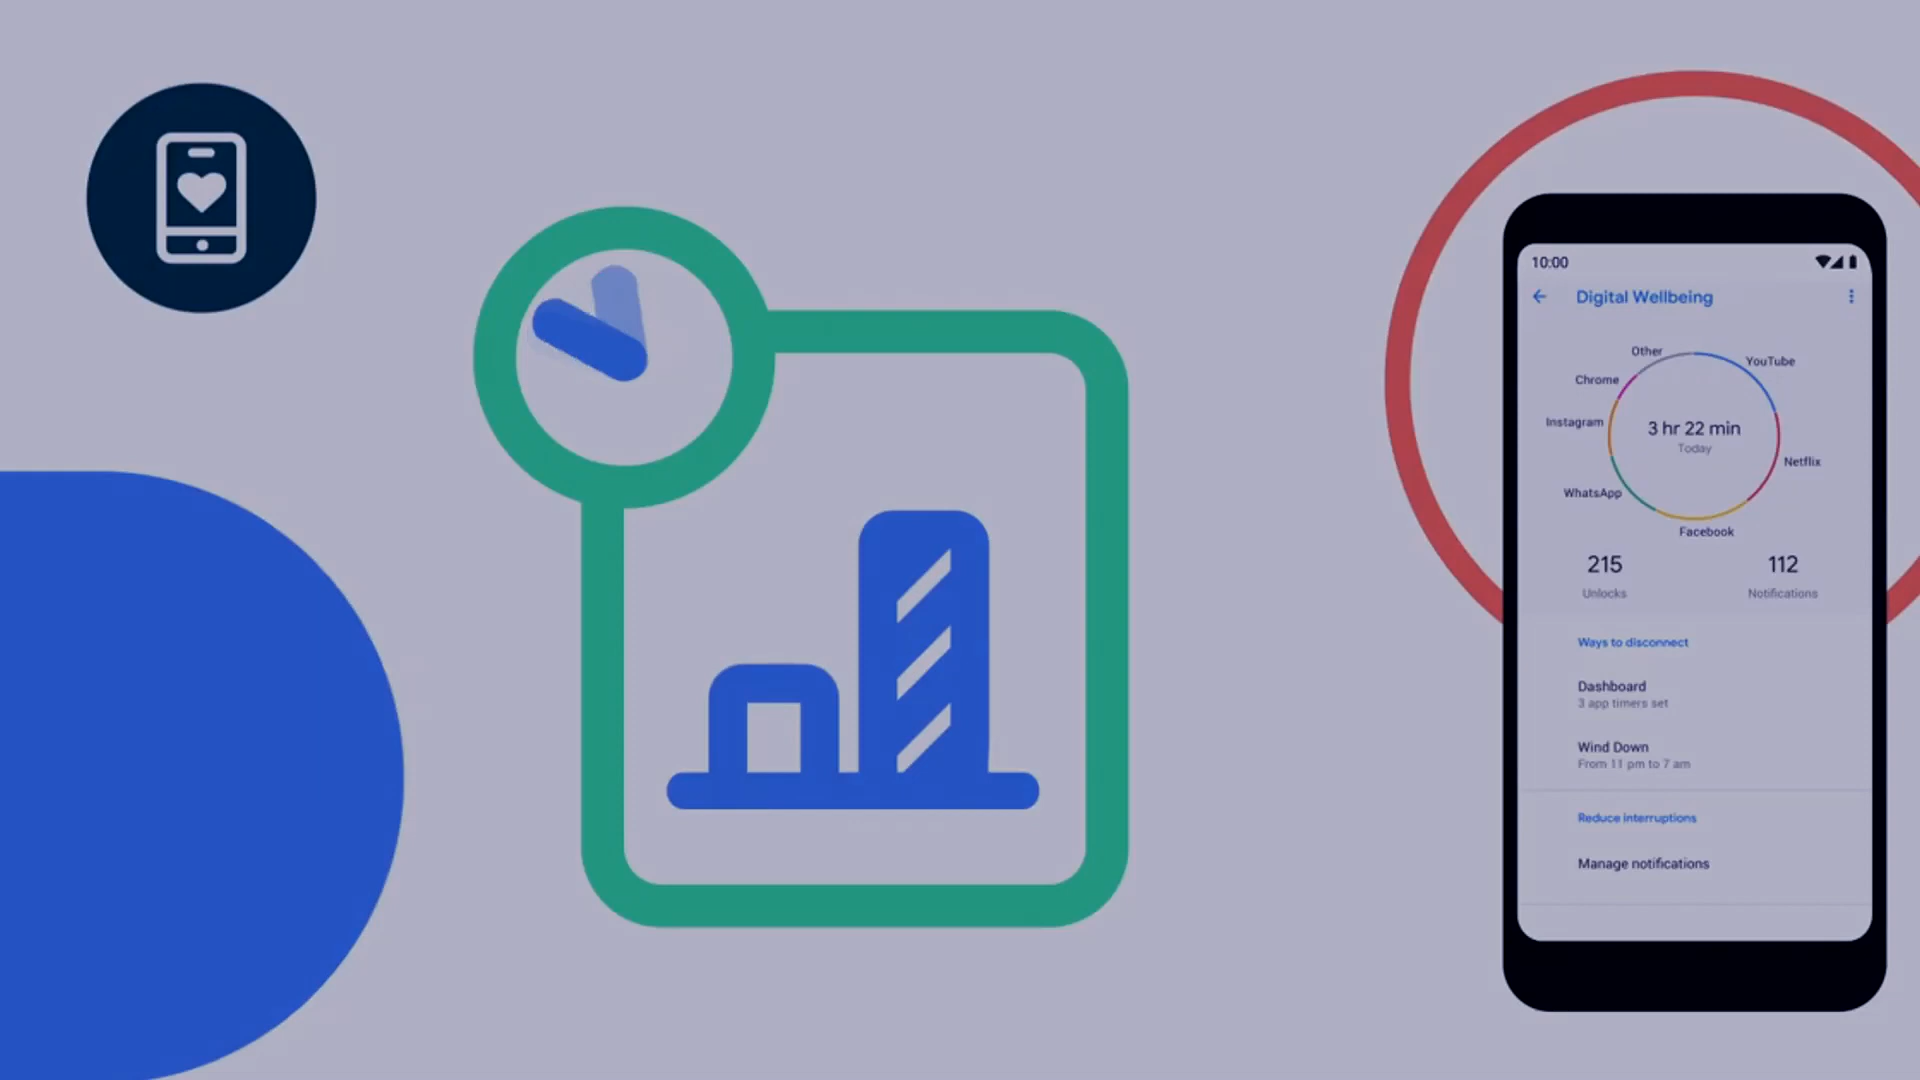 10:00
Digital Wellbeing
Other
YouTube
Chrome
Instagram
3 hr 22 min
Today
Netflix
WhatsApp
Facebook
215
112
Unlocks
Notifications
Ways to disconnect
Dashboard
3 app timers set
Wind Down
From 11 pm to 7 am
Reduce interruptions
Manage notifications